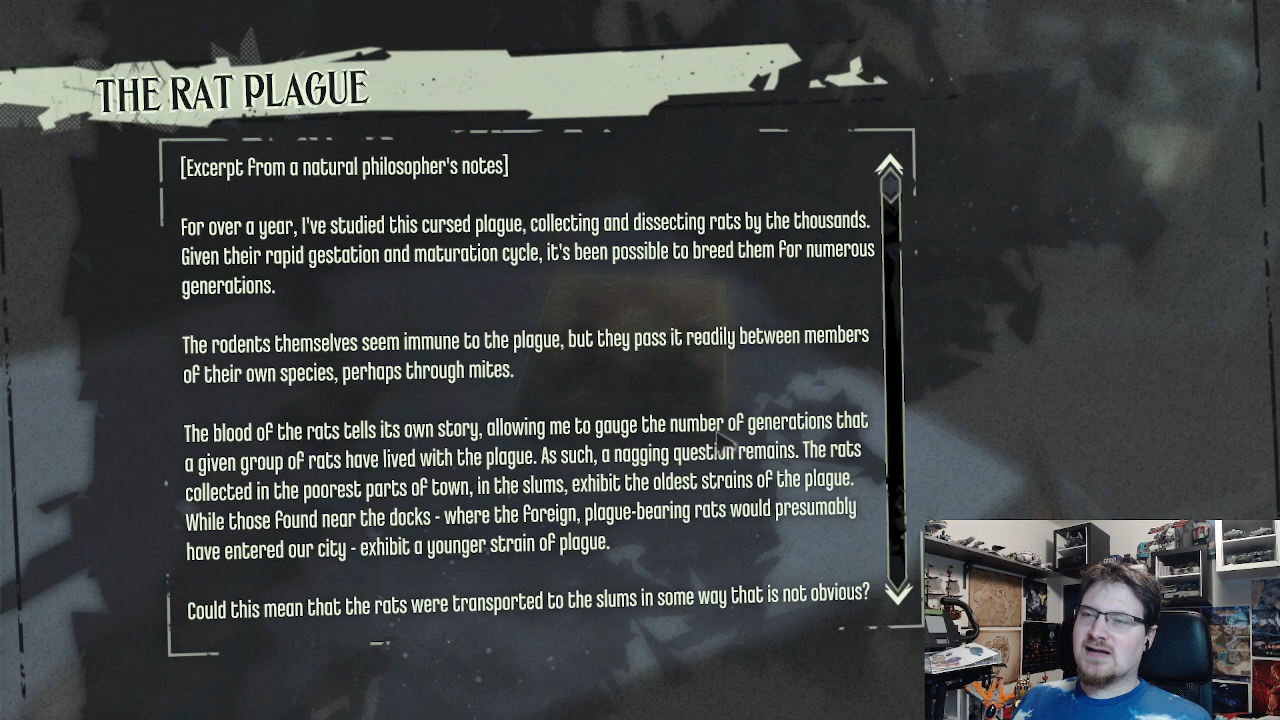 THE RAT PLAGUE
[Excerpt from a natural philosopher's notes]
For over a year, I've studied this cursed plague, collecting and dissecting rats by the thousands.
Given their rapid gestation and maturation cycle, it's been possible to breed them for numerous
generations.
The rodents themselves seem immune to the plague, but they pass it readily between members
of their own species, perhaps through mites.
The blood of the rats tells its own story, allowing me to gauge the number of generations that
a given group of rats have lived with the plague. As such, a nagging question remains. The rats
collected in the poorest parts of town, in the slums, exhibit the oldest strains of the plague.
While those found near the docks - where the foreign, plague-bearing rats would presumably
have entered our city - exhibit a younger strain of plague.
Could this mean that the rats were transported to the slums in some way that is not obvious?